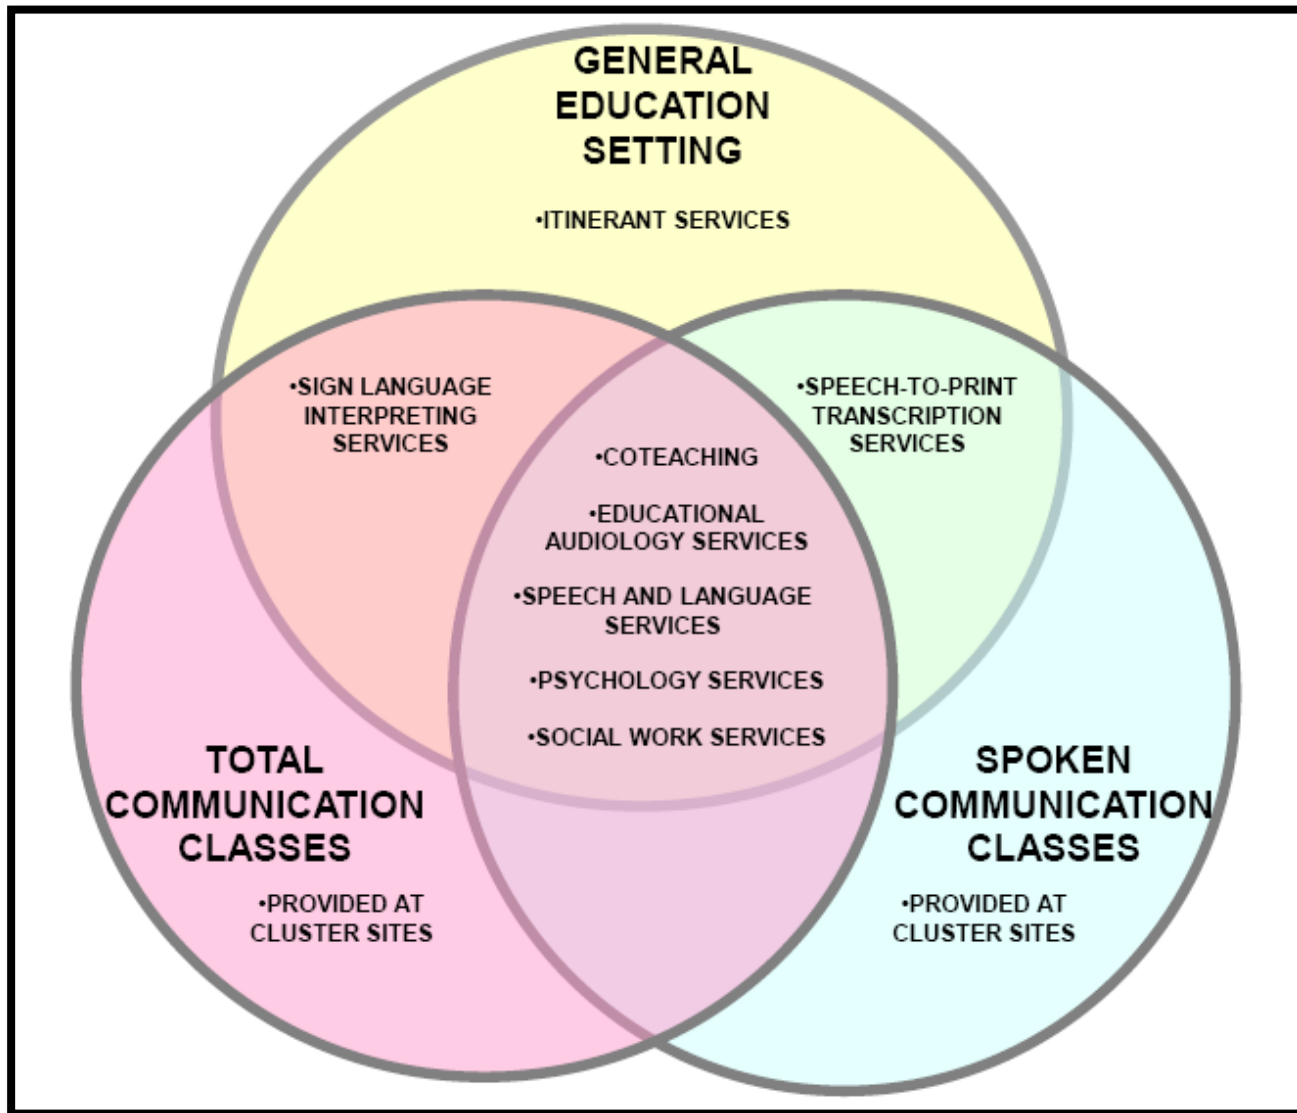 GENERAL
EDUCATION
SETTING
•ITINERANT SERVICES
•SIGN LANGUAGE
INTERPRETING
SERVICES
•SPEECH-TO-PRINT
TRANSCRIPTION
SERVICES
•COTEACHING
•EDUCATIONAL
AUDIOLOGY SERVICES
•SPEECH AND LANGUAGE
SERVICES
•PSYCHOLOGY SERVICES
•SOCIAL WORK SERVICES
TOTAL
COMMUNICATION
CLASSES
•PROVIDED AT
CLUSTER SITES
SPOKEN
COMMUNICATION
CLASSES
•PROVIDED AT
CLUSTER SITES